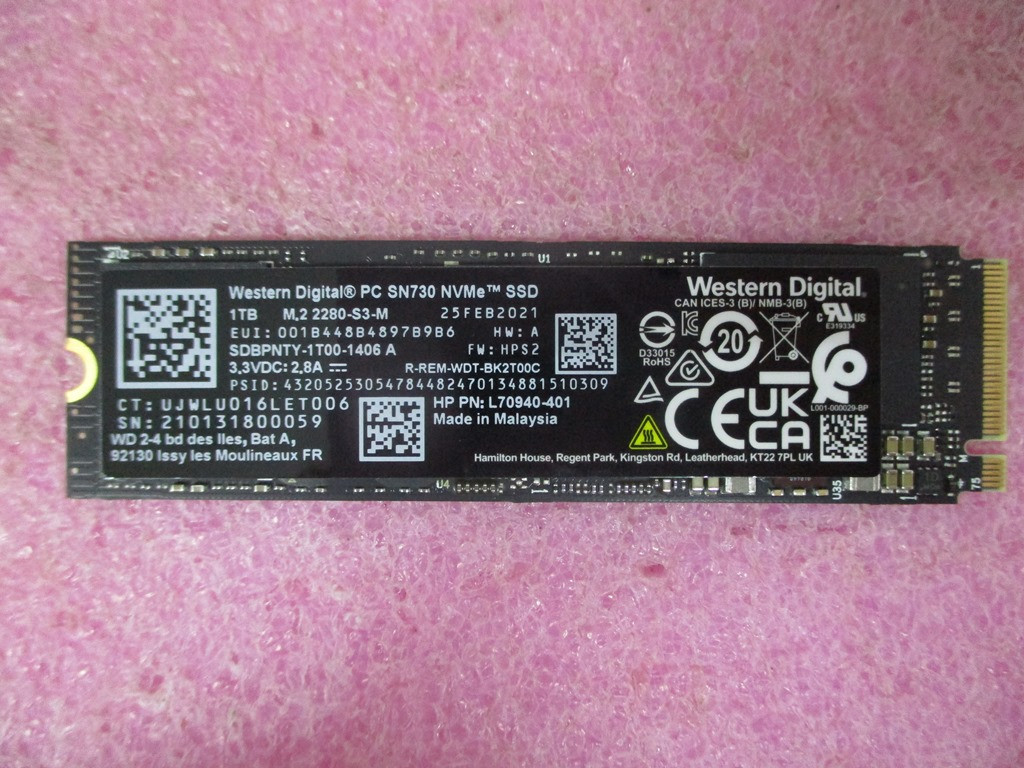 U1
Western Digital® PC SN730 NVMe™ SSD
1TB M,2 2280-S3-M 25FEB2021
EUI: 001B448B4897B9B6 HW: A
SDBPNTY-1T00-1406 A FW: HPS2
3,3VDC: 2,8A R-REM-WDT-BK2T00C
PSID: 43205253054784482470134881510309
CT: UJWLU016LET006 HP PN: L70940-401
SN: 210131800059 Made in Malaysia
WD 2-4 bd des Iles, Bat A,
92130 Issy les Moulineaux FR
Western Digital®
CAN ICES-3 (B)/ NMB-3(B)
D33015
RoHS
20
c RU US
E319334
CE
UK
CA
L001-000029-BP
Hamilton House, Regent Park, Kingston Rd, Leatherhead, KT22 7PL UK
U4
U35
1
M
75